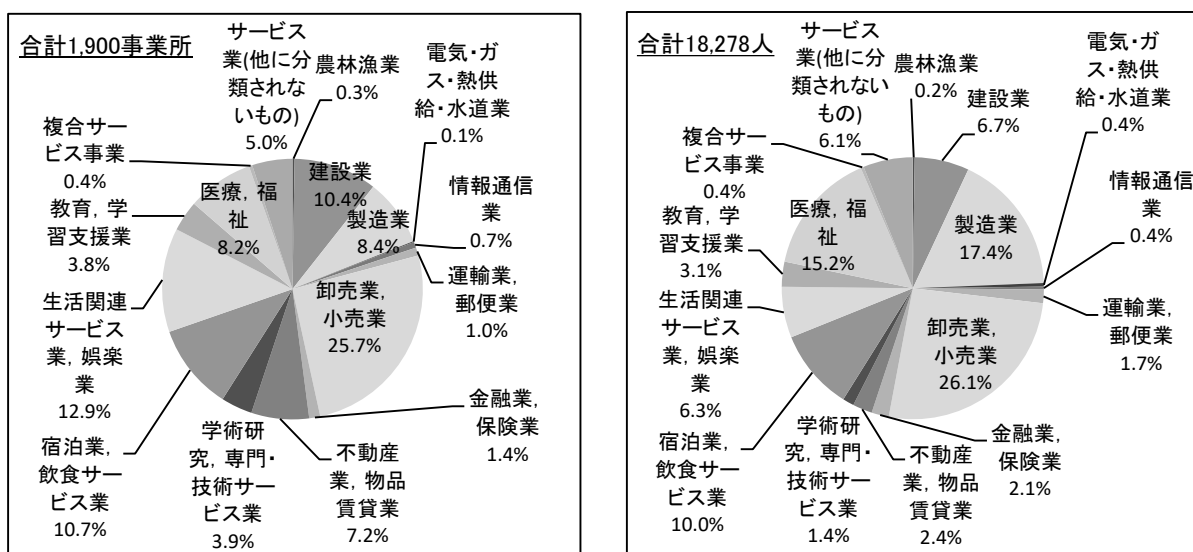 合計1,900事業所
サービス
業(他に分
類されな
いもの)
5.0%
農林漁業
0.3%
電気・ガ
ス・熱供
給・水道業
0.1%
建設業
10.4%
製造業
8.4%
情報通信
業
0.7%
運輸業,
郵便業
1.0%
卸売業,
小売業
25.7%
金融業,
保険業
1.4%
不動産
業, 物品
賃貸業
7.2%
学術研
究, 専門・
技術サー
ビス業
3.9%
宿泊業,
飲食サー
ビス業
10.7%
生活関連
サービス
業, 娯楽
業
12.9%
教育, 学
習支援業
3.8%
医療, 福
祉
8.2%
複合サー
ビス事業
0.4%
合計18,278人
サービス
業(他に分
類されな
いもの)
6.1%
農林漁業
0.2%
建設業
6.7%
電気・ガ
ス・熱供
給・水道業
0.4%
製造業
17.4%
情報通信
業
0.4%
運輸業,
郵便業
1.7%
卸売業,
小売業
26.1%
金融業,
保険業
2.1%
不動産
業, 物品
賃貸業
2.4%
学術研
究, 専門・
技術サー
ビス業
1.4%
宿泊業,
飲食サー
ビス業
10.0%
生活関連
サービス
業, 娯楽
業
6.3%
教育, 学
習支援業
3.1%
医療, 福
祉
15.2%
複合サー
ビス事業
0.4%